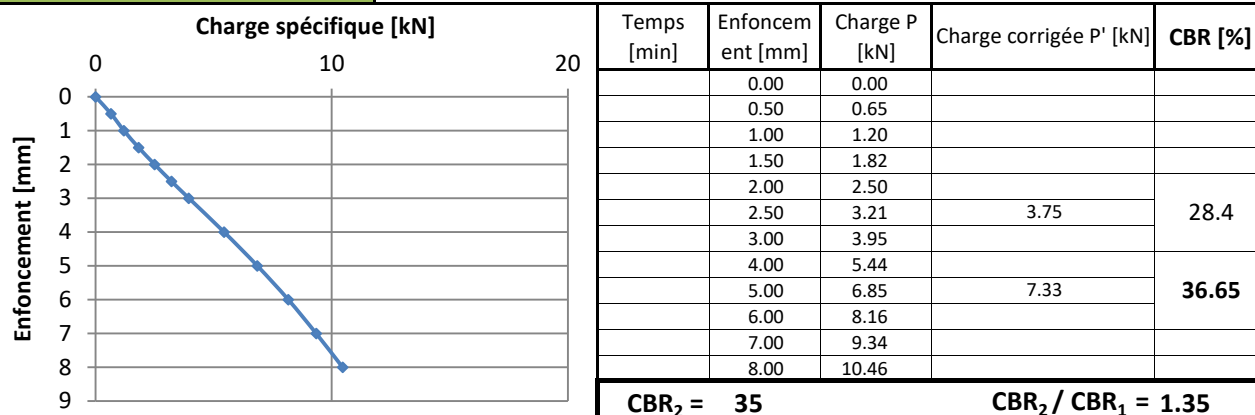 Charge spécifique [kN]
0 10 20
0
1
2
3
4
5
6
7
8
9
Enfoncement [mm]
Temps [min] Enfoncem ent [mm] Charge P [kN] Charge corrigée P' [kN] CBR [%]
0.00 0.00
0.50 0.65
1.00 1.20
1.50 1.82
2.00 2.50
2.50 3.21 3.75 28.4
3.00 3.95
4.00 5.44
5.00 6.85 7.33 36.65
6.00 8.16
7.00 9.34
8.00 10.46
CBR₂ = 35 CBR₂ / CBR₁ = 1.35